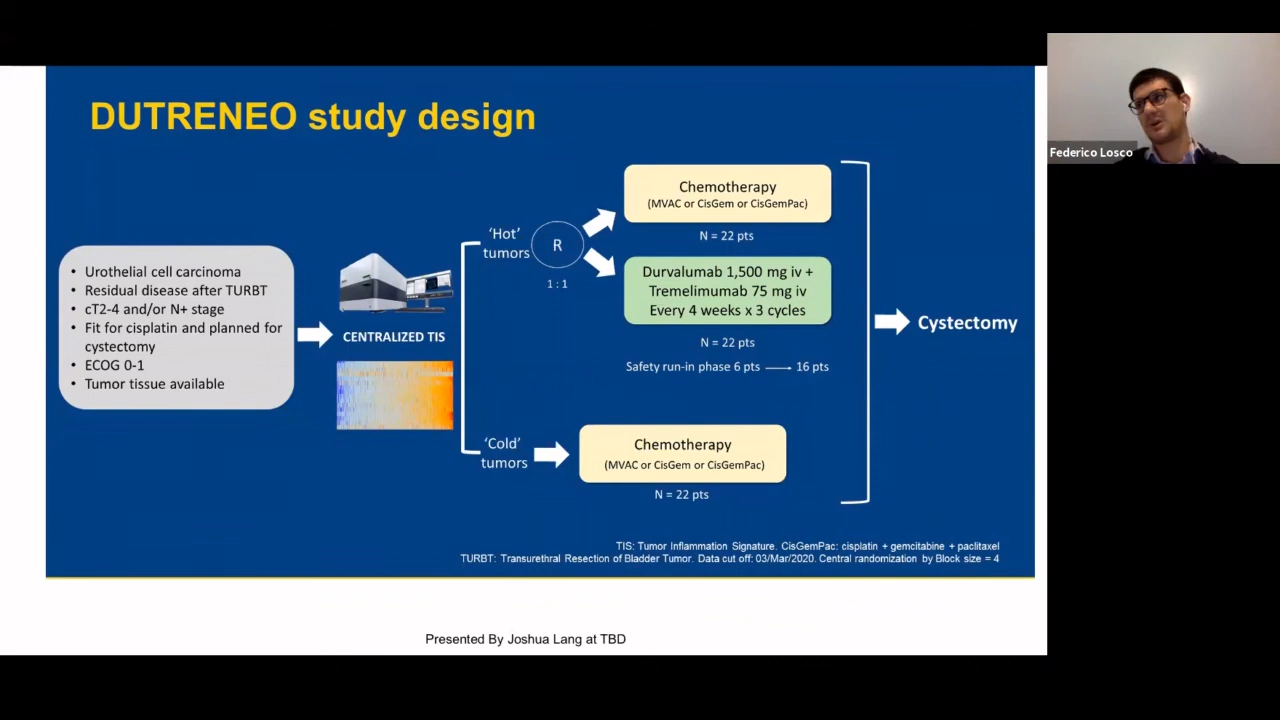 DUTRENEO study design
• Urothelial cell carcinoma
• Residual disease after TURBT
• cT2-4 and/or N+ stage
• Fit for cisplatin and planned for
cystectomy
• ECOG 0-1
• Tumor tissue available
CENTRALIZED TIS
'Hot'
tumors
R
1 : 1
Chemotherapy
(MVAC or CisGem or CisGemPac)
N = 22 pts
Durvalumab 1,500 mg iv +
Tremelimumab 75 mg iv
Every 4 weeks x 3 cycles
N = 22 pts
Safety run-in phase 6 pts → 16 pts
'Cold'
tumors
Chemotherapy
(MVAC or CisGem or CisGemPac)
N = 22 pts
Cystectomy
TIS: Tumor Inflammation Signature. CisGemPac: cisplatin + gemcitabine + paclitaxel
TURBT: Transurethral Resection of Bladder Tumor. Data cut off: 03/Mar/2020. Central randomization by Block size = 4
Presented By Joshua Lang at TBD
Federico Losco